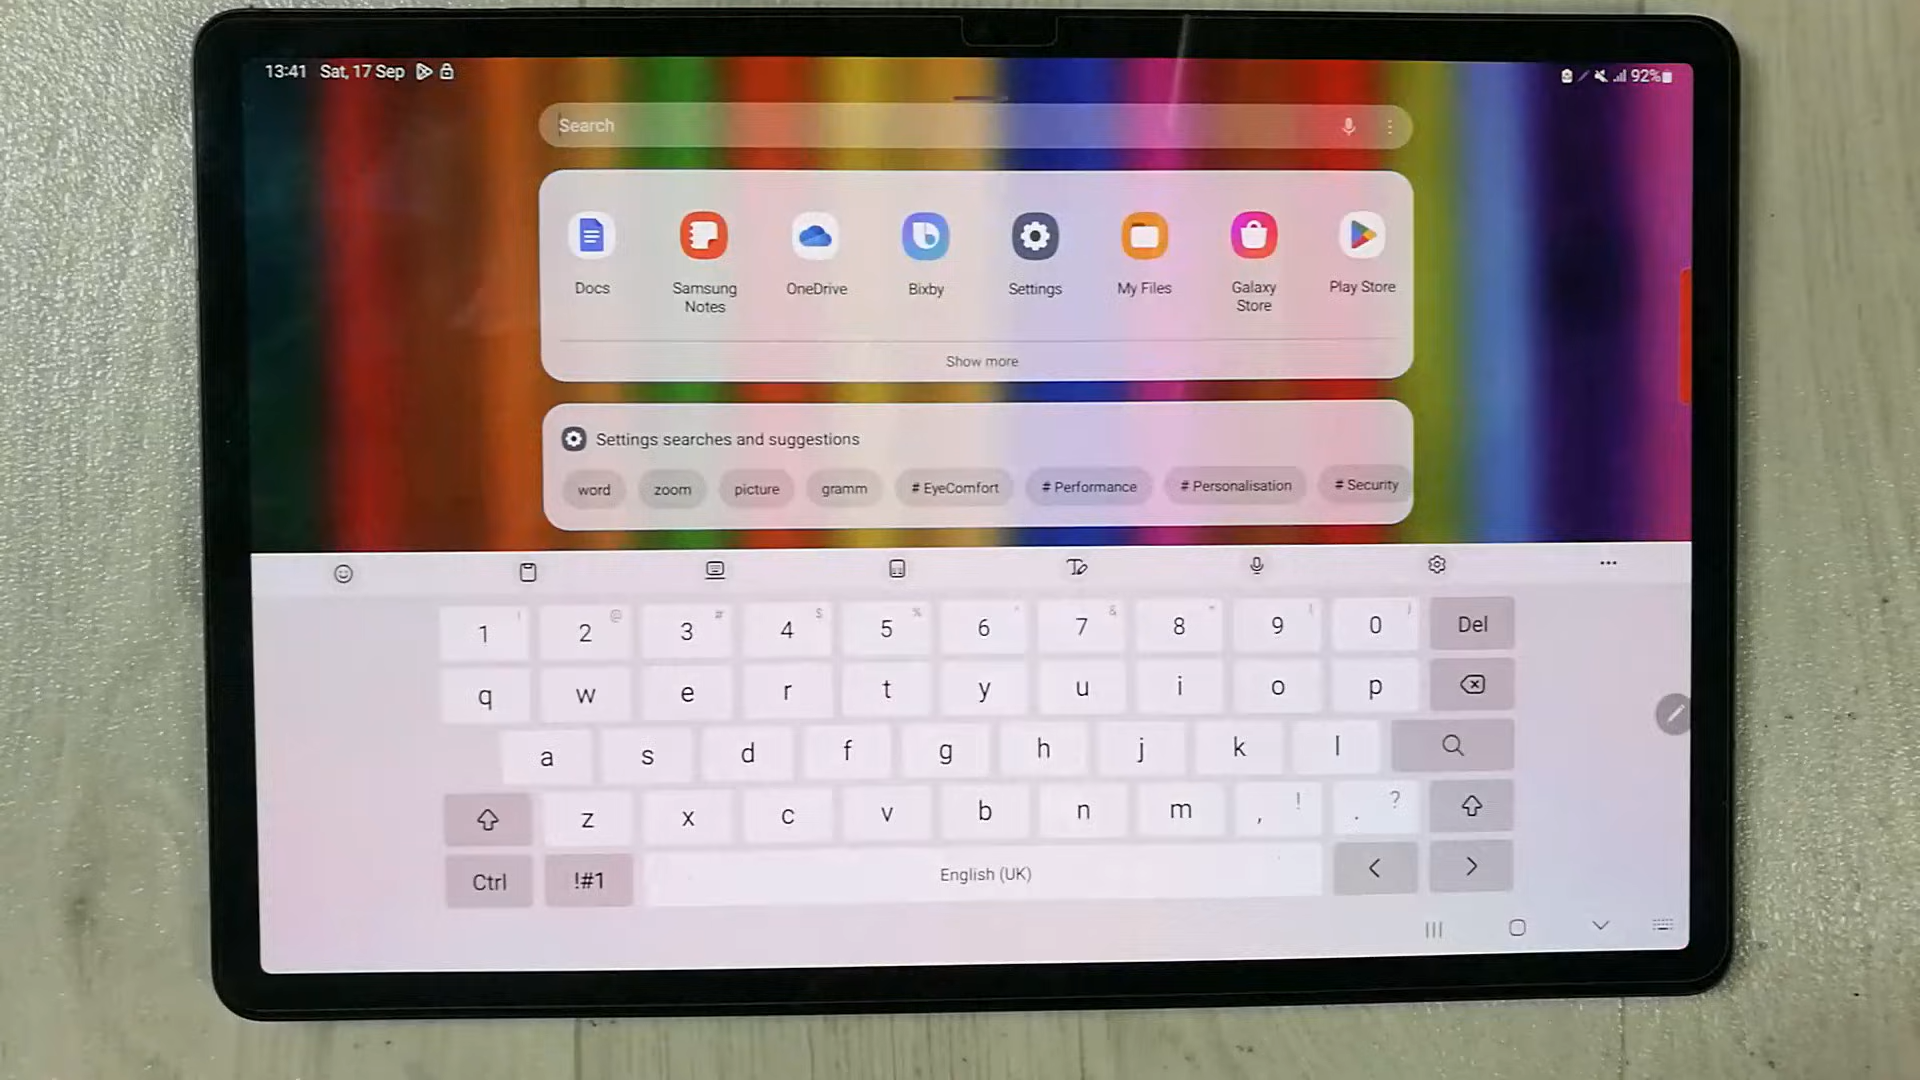 13:41 Sat, 17 Sep
92%
Search
Docs
Samsung
Notes
OneDrive
Bixby
Settings
My Files
Galaxy
Store
Play Store
Show more
Settings searches and suggestions
word zoom picture gramm # EyeComfort # Performance # Personalisation # Security
1 ! 2 @ 3 # 4 $ 5 % 6 ^ 7 & 8 * 9 ( 0 ) Del
q w e r t y u i o p
a s d f g h j k l
z x c v b n m , ! . ?
Ctrl !#1 English (UK) < >